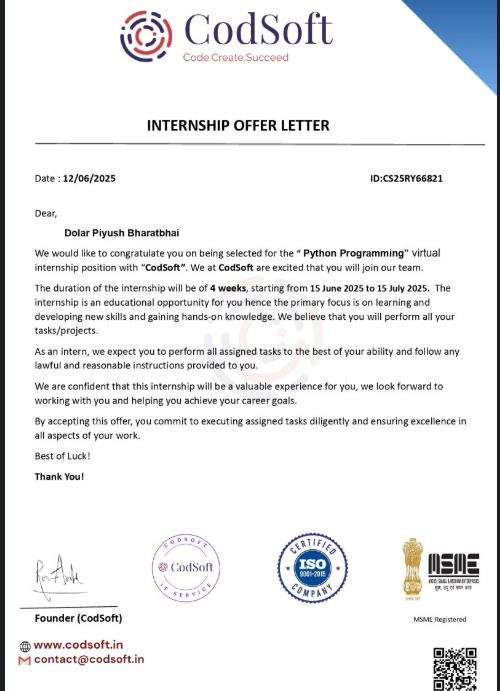 CodSoft
Code.Create.Succeed
INTERNSHIP OFFER LETTER
Date : 12/06/2025
ID:CS25RY66821
Dear,
Dolar Piyush Bharatbhai
We would like to congratulate you on being selected for the “ Python Programming" virtual
internship position with “CodSoft”. We at CodSoft are excited that you will join our team.
The duration of the internship will be of 4 weeks, starting from 15 June 2025 to 15 July 2025. The
internship is an educational opportunity for you hence the primary focus is on learning and
developing new skills and gaining hands-on knowledge. We believe that you will perform all your
tasks/projects.
As an intern, we expect you to perform all assigned tasks to the best of your ability and follow any
lawful and reasonable instructions provided to you.
We are confident that this internship will be a valuable experience for you, we look forward to
working with you and helping you achieve your career goals.
By accepting this offer, you commit to executing assigned tasks diligently and ensuring excellence in
all aspects of your work.
Best of Luck!
Thank You!
CODSOFT
CodSoft
IT SERVICE
CERTIFIED
ISO
9001-2015
COMPANY
MSME
Founder (CodSoft)
MSME Registered
www.codsoft.in
contact@codsoft.in